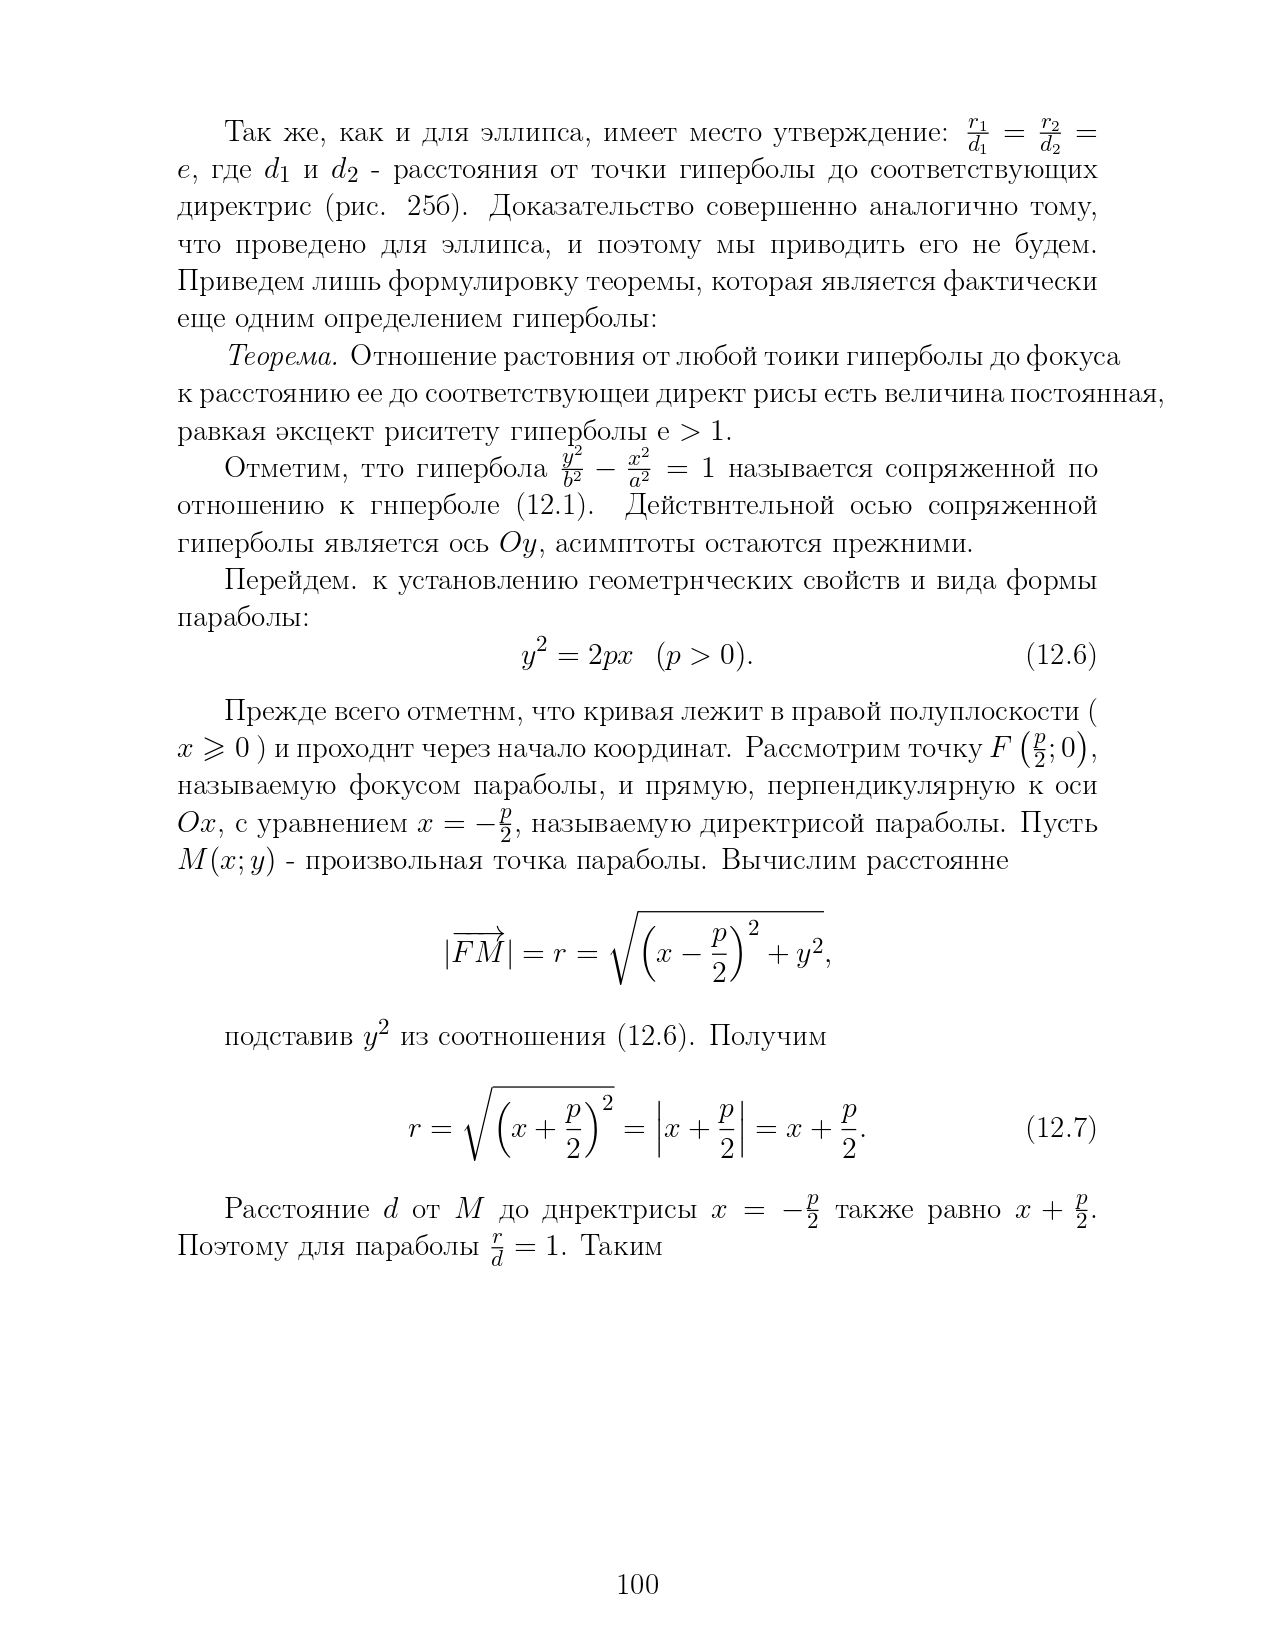 Так же, как и для эллипса, имеет место утверждение: $\frac{r_1}{d_1} = \frac{r_2}{d_2} =$
$e$, где $d_1$ и $d_2$ - расстояния от точки гиперболы до соответствующих
директрис (рис. 25б). Доказательство совершенно аналогично тому,
что проведено для эллипса, и поэтому мы приводить его не будем.
Приведем лишь формулировку теоремы, которая является фактически
еще одним определением гиперболы:
Теорема. Отношение растовния от любой тоики гиперболы до фокуса
к расстоянию ее до соответствующеи директ рисы есть величина постоянная,
равкая эксцект риситету гиперболы е > 1.
Отметим, тто гипербола $\frac{y^2}{b^2} - \frac{x^2}{a^2} = 1$ называется сопряженной по
отношению к гнперболе (12.1). Действнтельной осью сопряженной
гиперболы является ось $Oy$, асимптоты остаются прежними.
Перейдем. к установлению геометрнческих свойств и вида формы
параболы:
$y^2 = 2px \quad (p > 0).$ (12.6)
Прежде всего отметнм, что кривая лежит в правой полуплоскости (
$x \geqslant 0$ ) и проходнт через начало координат. Рассмотрим точку $F\left(\frac{p}{2}; 0\right)$,
называемую фокусом параболы, и прямую, перпендикулярную к оси
$Ox$, с уравнением $x = -\frac{p}{2}$, называемую директрисой параболы. Пусть
$M(x; y)$ - произвольная точка параболы. Вычислим расстоянне
$|\overrightarrow{FM}| = r = \sqrt{\left(x - \frac{p}{2}\right)^2 + y^2},$
подставив $y^2$ из соотношения (12.6). Получим
$r = \sqrt{\left(x + \frac{p}{2}\right)^2} = \left|x + \frac{p}{2}\right| = x + \frac{p}{2}.$ (12.7)
Расстояние $d$ от $M$ до днректрисы $x = -\frac{p}{2}$ также равно $x + \frac{p}{2}$.
Поэтому для параболы $\frac{r}{d} = 1$. Таким
100